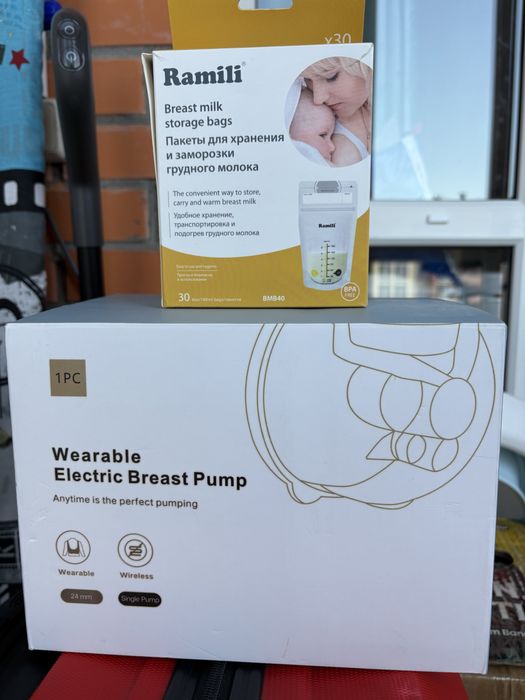 x30
Ramili®
Breast milk
storage bags
Пакеты для хранения
и заморозки
грудного молока
The convenient way to store,
carry and warm breast milk
Удобное хранение,
транспортировка и
подогрев грудного молока
Ramili
30
BMB40
BPA
FREE
1PC
Wearable
Electric Breast Pump
Anytime is the perfect pumping
Wearable
Wireless
24 mm
Single Pump